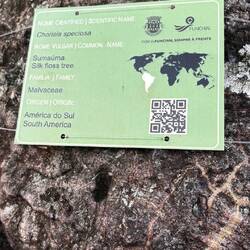 NOME CIENTÍFICO | SCIENTIFIC NAME
Chorisia speciosa
FUNCHAL
NOME VULGAR | COMMON NAME
Sumaúma
Silk floss tree
FAMÍLIA | FAMILY
Malvaceae
ORIGEM | ORIGIN
América do Sul
South America